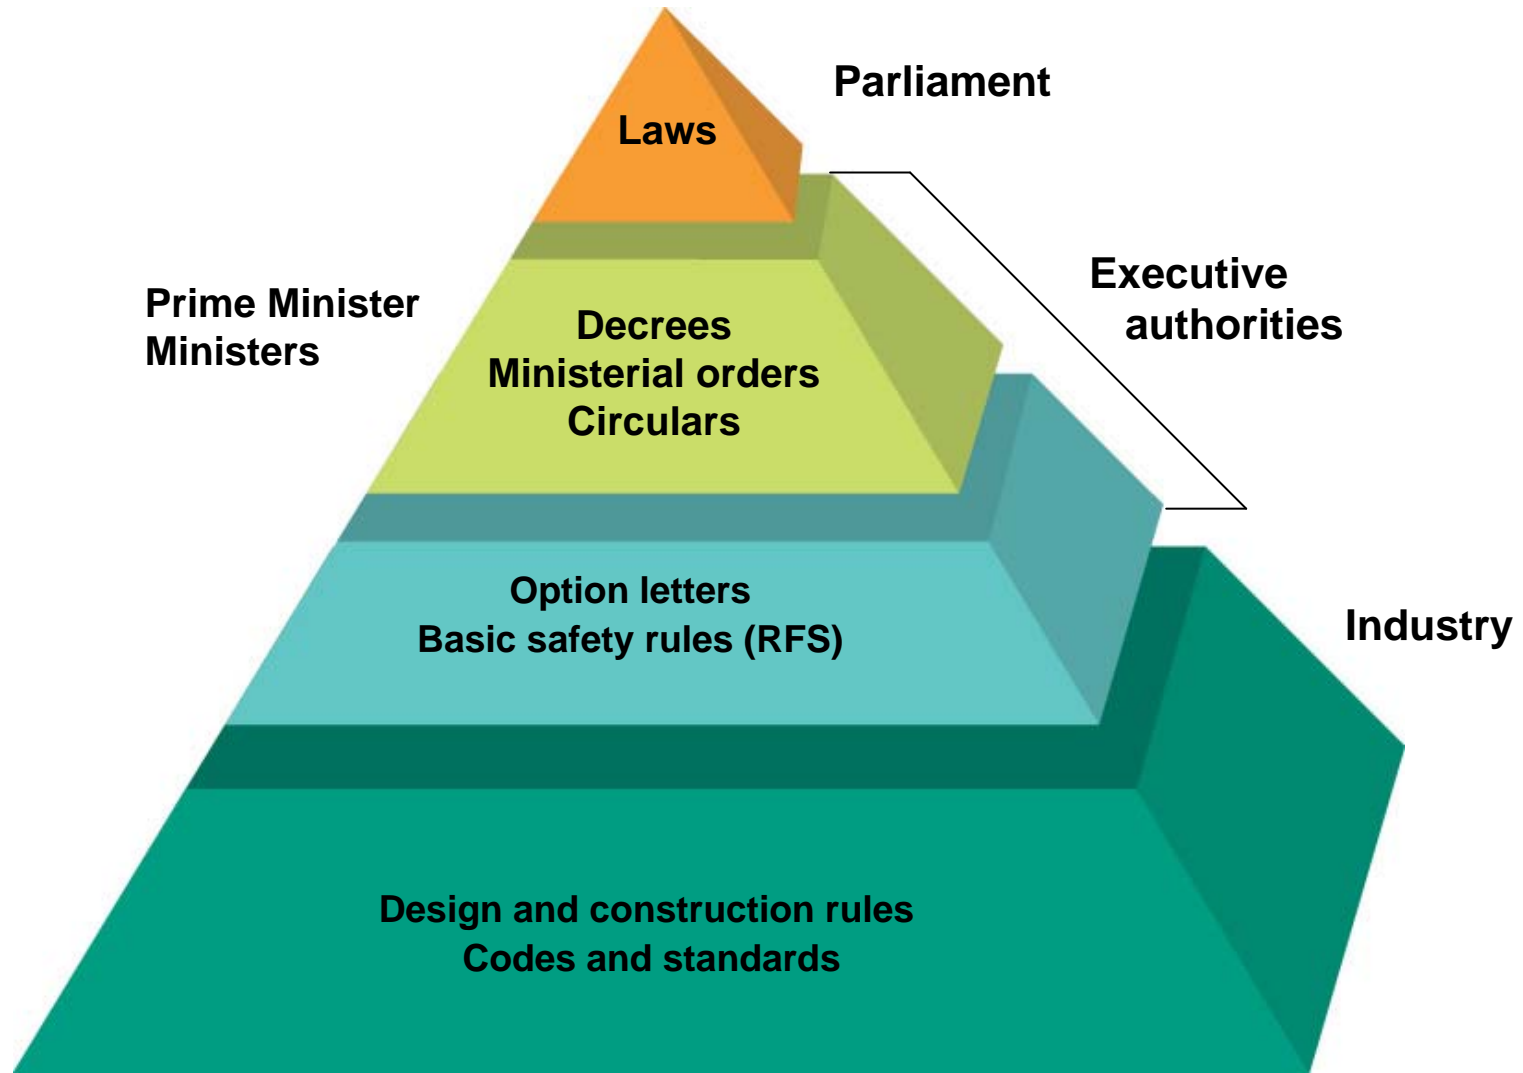 Parliament
Laws
Executive
authorities
Prime Minister
Ministers
Decrees
Ministerial orders
Circulars
Option letters
Basic safety rules (RFS)
Industry
Design and construction rules
Codes and standards